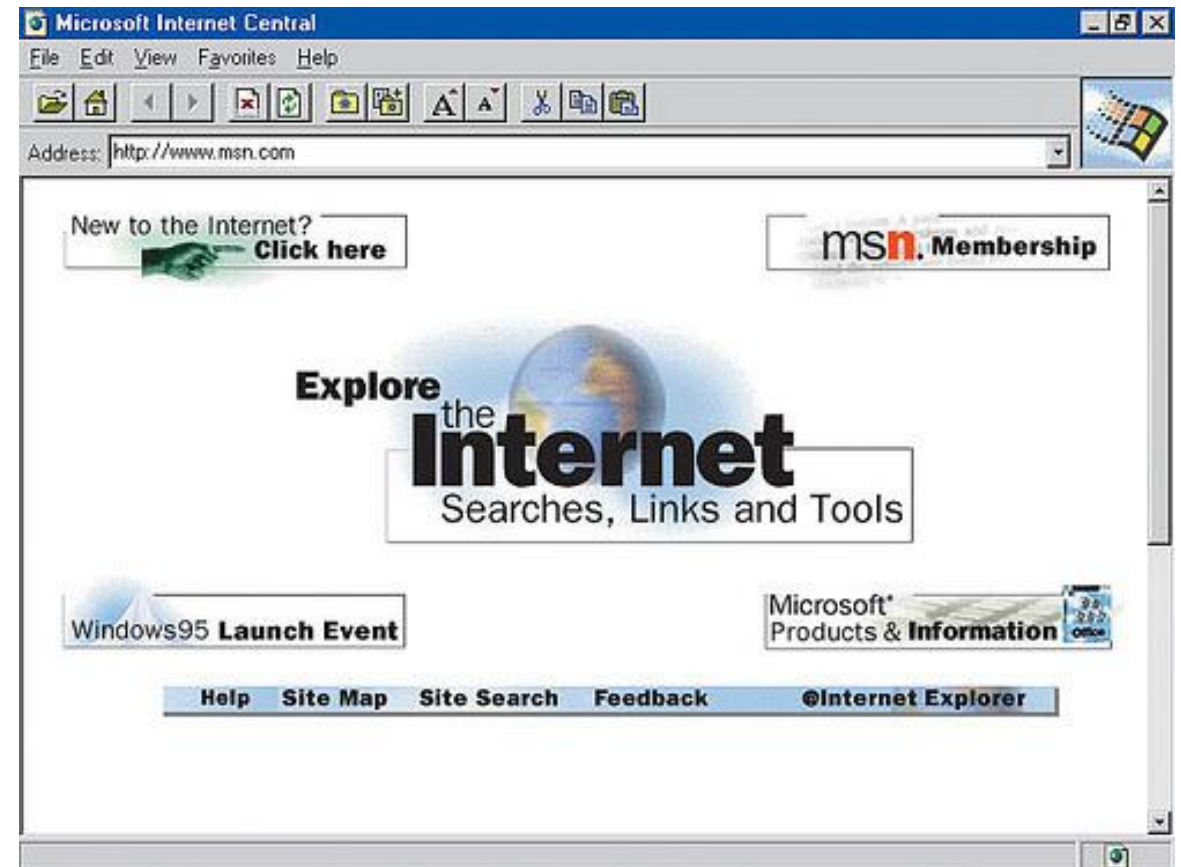 Microsoft Internet Central
File Edit View Favorites Help
A A
Address: http://www.msn.com
New to the Internet?
Click here
msn. Membership
Explore
the
Internet
Searches, Links and Tools
Windows95 Launch Event
Microsoft®
Products & Information
Office
Help Site Map Site Search Feedback @Internet Explorer